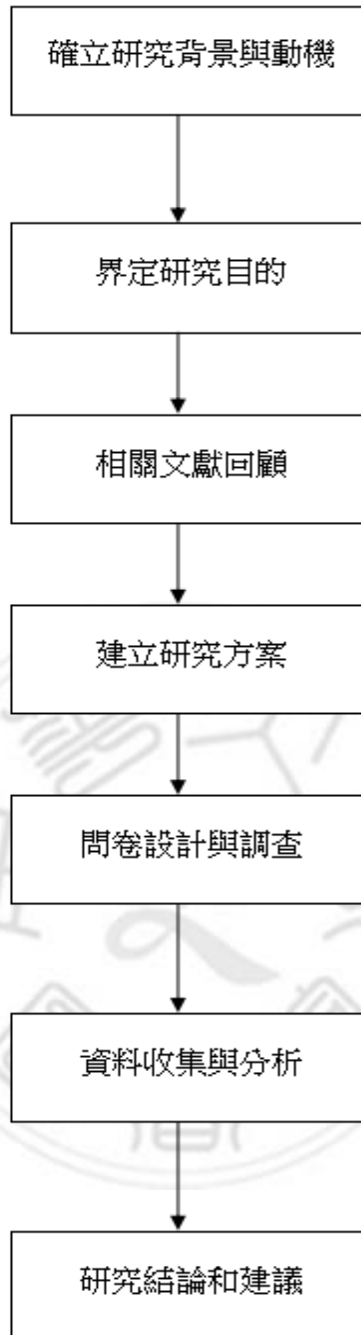 確立研究背景與動機
界定研究目的
相關文獻回顧
建立研究方案
問卷設計與調查
資料收集與分析
研究結論和建議